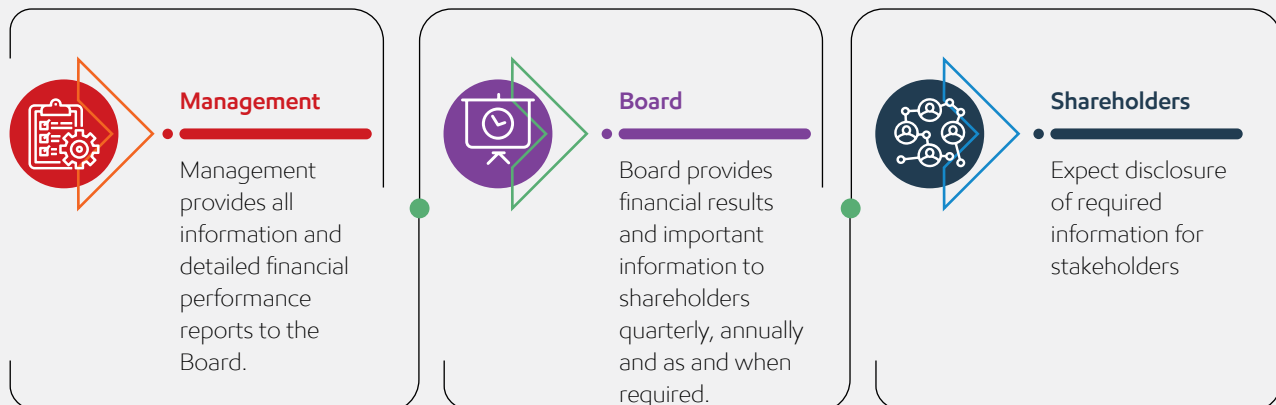 Management
Management
provides all
information and
detailed financial
performance
reports to the
Board.
Board
Board provides
financial results
and important
information to
shareholders
quarterly, annually
and as and when
required.
Shareholders
Expect disclosure
of required
information for
stakeholders